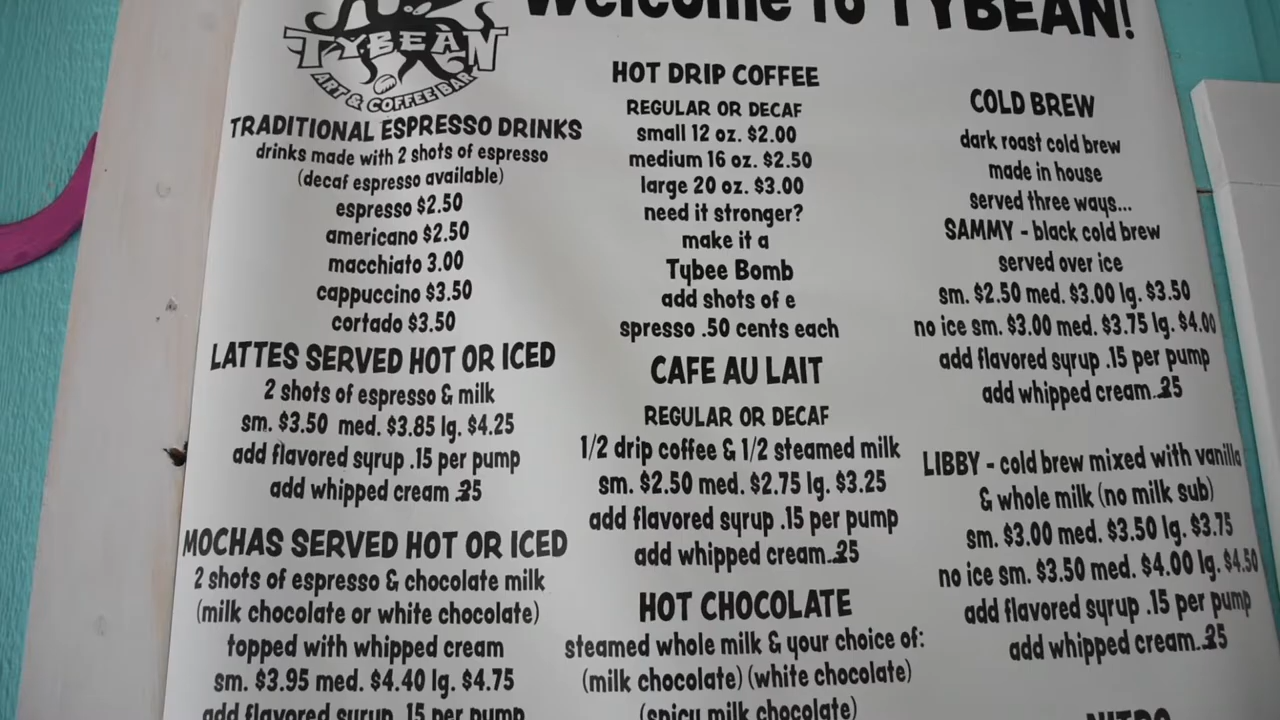 Welcome to TYBEAN!
TYBEAN
ART & COFFEE BAR
TRADITIONAL ESPRESSO DRINKS
drinks made with 2 shots of espresso
(decaf espresso available)
espresso $2.50
americano $2.50
macchiato 3.00
cappuccino $3.50
cortado $3.50
LATTES SERVED HOT OR ICED
2 shots of espresso & milk
sm. $3.50 med. $3.85 lg. $4.25
add flavored syrup .15 per pump
add whipped cream .35
MOCHAS SERVED HOT OR ICED
2 shots of espresso & chocolate milk
(milk chocolate or white chocolate)
topped with whipped cream
sm. $3.95 med. $4.40 lg. $4.75
add flavored syrup .15 per pump
HOT DRIP COFFEE
REGULAR OR DECAF
small 12 oz. $2.00
medium 16 oz. $2.50
large 20 oz. $3.00
need it stronger?
make it a
Tybee Bomb
add shots of e
spresso .50 cents each
CAFE AU LAIT
REGULAR OR DECAF
1/2 drip coffee & 1/2 steamed milk
sm. $2.50 med. $2.75 lg. $3.25
add flavored syrup .15 per pump
add whipped cream .35
HOT CHOCOLATE
steamed whole milk & your choice of:
(milk chocolate) (white chocolate)
(spicy milk chocolate)
COLD BREW
dark roast cold brew
made in house
served three ways...
SAMMY - black cold brew
served over ice
sm. $2.50 med. $3.00 lg. $3.50
no ice sm. $3.00 med. $3.75 lg. $4.00
add flavored syrup .15 per pump
add whipped cream .35
LIBBY - cold brew mixed with vanilla
& whole milk (no milk sub)
sm. $3.00 med. $3.50 lg. $3.75
no ice sm. $3.50 med. $4.00 lg. $4.50
add flavored syrup .15 per pump
add whipped cream .35
NITRO